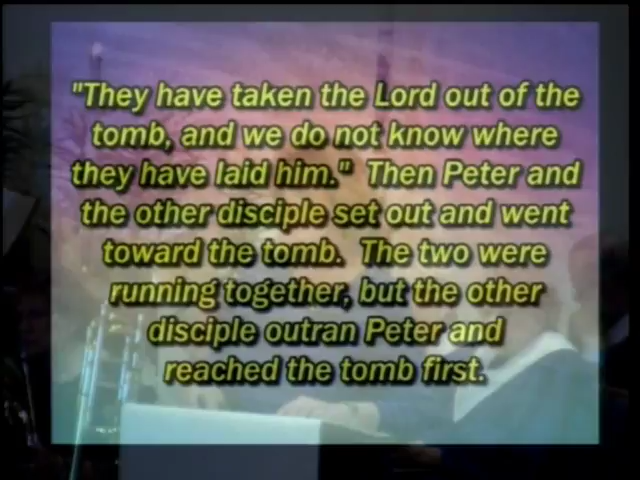 "They have taken the Lord out of the
tomb, and we do not know where
they have laid him."  Then Peter and
the other disciple set out and went
toward the tomb.  The two were
running together, but the other
disciple outran Peter and
reached the tomb first.